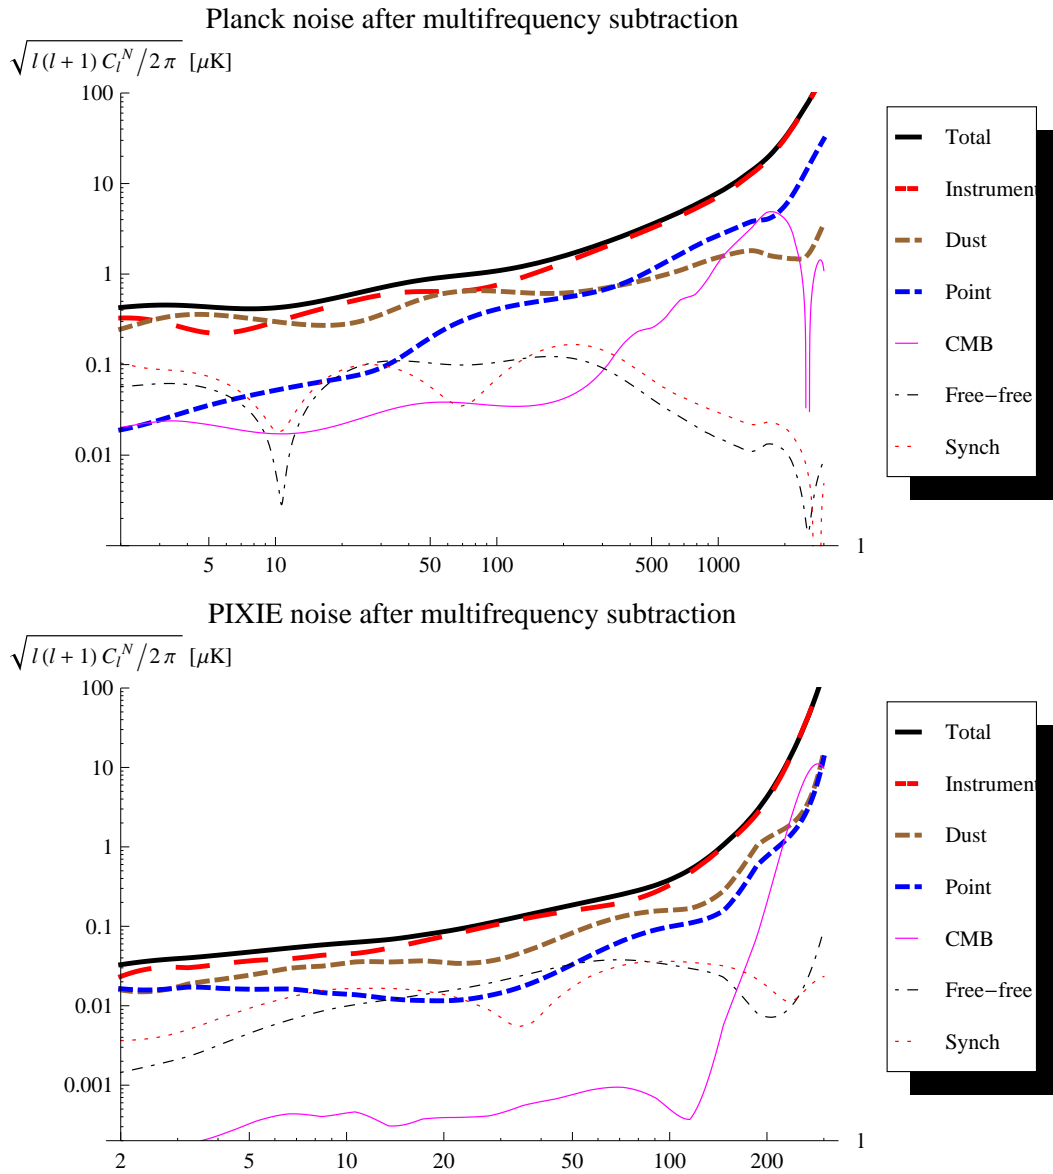 Planck noise after multifrequency subtraction
√l(l+1) C_l^N/2π [μK]
100
10
1
0.1
0.01
5 10 50 100 500 1000
l
Total
Instrument
Dust
Point
CMB
Free−free
Synch
PIXIE noise after multifrequency subtraction
√l(l+1) C_l^N/2π [μK]
100
10
1
0.1
0.01
0.001
2 5 10 20 50 100 200
l
Total
Instrument
Dust
Point
CMB
Free−free
Synch